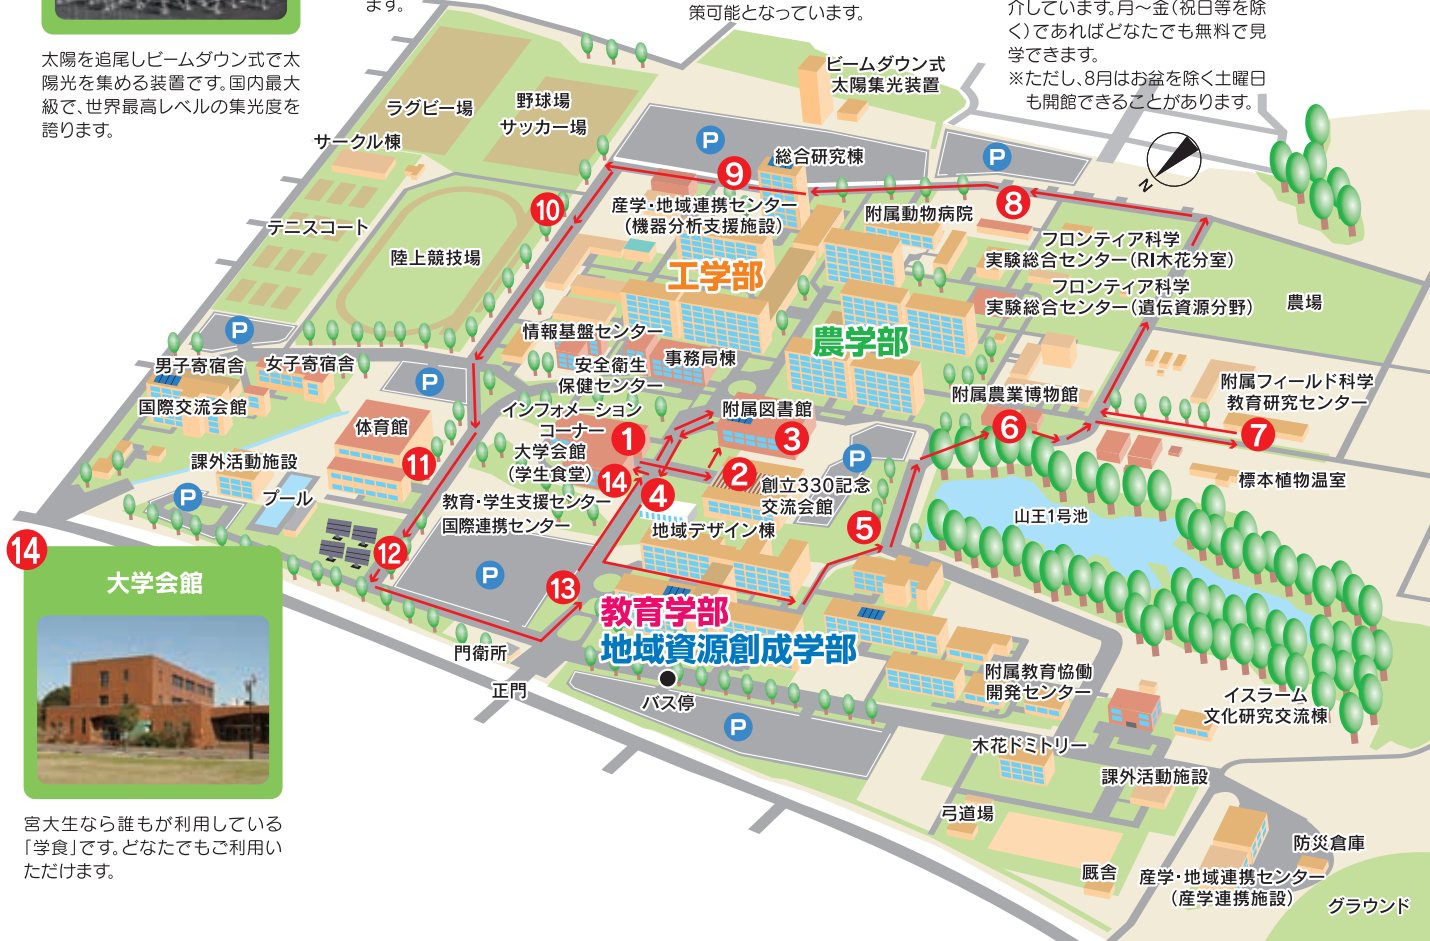 ます。
策可能となっています。
介しています。月～金(祝日等を除
く)であればどなたでも無料で見
学できます。
※ただし、8月はお盆を除く土曜日
も開館できることがあります。
太陽を追尾しビームダウン式で太
陽光を集める装置です。国内最大
級で、世界最高レベルの集光度を
誇ります。
ビームダウン式
太陽集光装置
ラグビー場
野球場
サッカー場
サークル棟
P
P
総合研究棟
N
9
10
8
産学・地域連携センター
(機器分析支援施設)
附属動物病院
テニスコート
陸上競技場
フロンティア科学
実験総合センター(RI木花分室)
工学部
フロンティア科学
実験総合センター(遺伝資源分野)
農場
P
情報基盤センター
農学部
男子寄宿舎
女子寄宿舎
安全衛生
保健センター
事務局棟
P
国際交流会館
附属農業博物館
附属フィールド科学
教育研究センター
インフォメーション
コーナー
附属図書館
体育館
1
3
6
7
大学会館
(学生食堂)
11
課外活動施設
14
2
P
標本植物温室
P
プール
教育・学生支援センター
国際連携センター
4
創立330記念
交流会館
地域デザイン棟
5
山王1号池
12
P
13
14
大学会館
教育学部
地域資源創成学部
門衛所
正門
バス停
P
附属教育協働
開発センター
イスラーム
文化研究交流棟
木花ドミトリー
課外活動施設
弓道場
防災倉庫
厩舎
産学・地域連携センター
(産学連携施設)
グラウンド
宮大生なら誰もが利用している
「学食」です。どなたでもご利用い
ただけます。